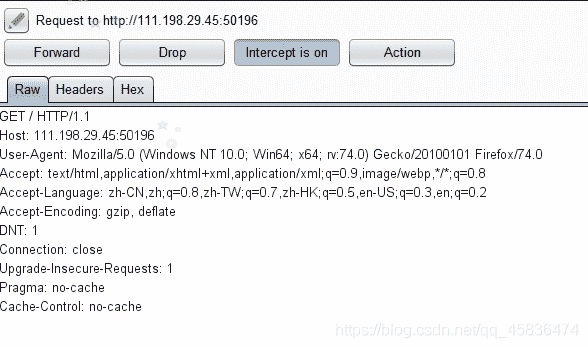 Request to http://111.198.29.45:50196
Forward Drop Intercept is on Action
Raw Headers Hex
GET / HTTP/1.1
Host: 111.198.29.45:50196
User-Agent: Mozilla/5.0 (Windows NT 10.0; Win64; x64; rv:74.0) Gecko/20100101 Firefox/74.0
Accept: text/html,application/xhtml+xml,application/xml;q=0.9,image/webp,*/*;q=0.8
Accept-Language: zh-CN,zh;q=0.8,zh-TW;q=0.7,zh-HK;q=0.5,en-US;q=0.3,en;q=0.2
Accept-Encoding: gzip, deflate
DNT: 1
Connection: close
Upgrade-Insecure-Requests: 1
Pragma: no-cache
Cache-Control: no-cache
https://blog.csdn.net/qq_45836474